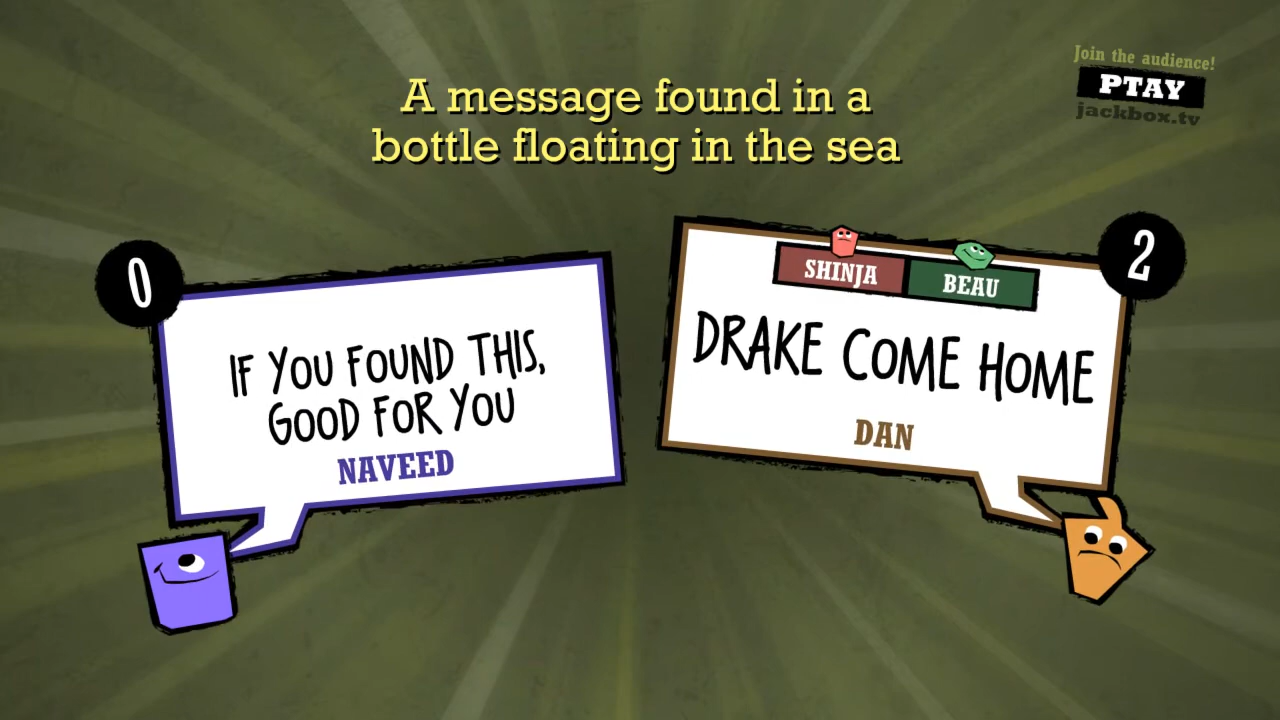 Join the audience!
PTAY
jackbox.tv
A message found in a
bottle floating in the sea
0
IF YOU FOUND THIS,
GOOD FOR YOU
NAVEED
2
SHINJA
BEAU
DRAKE COME HOME
DAN